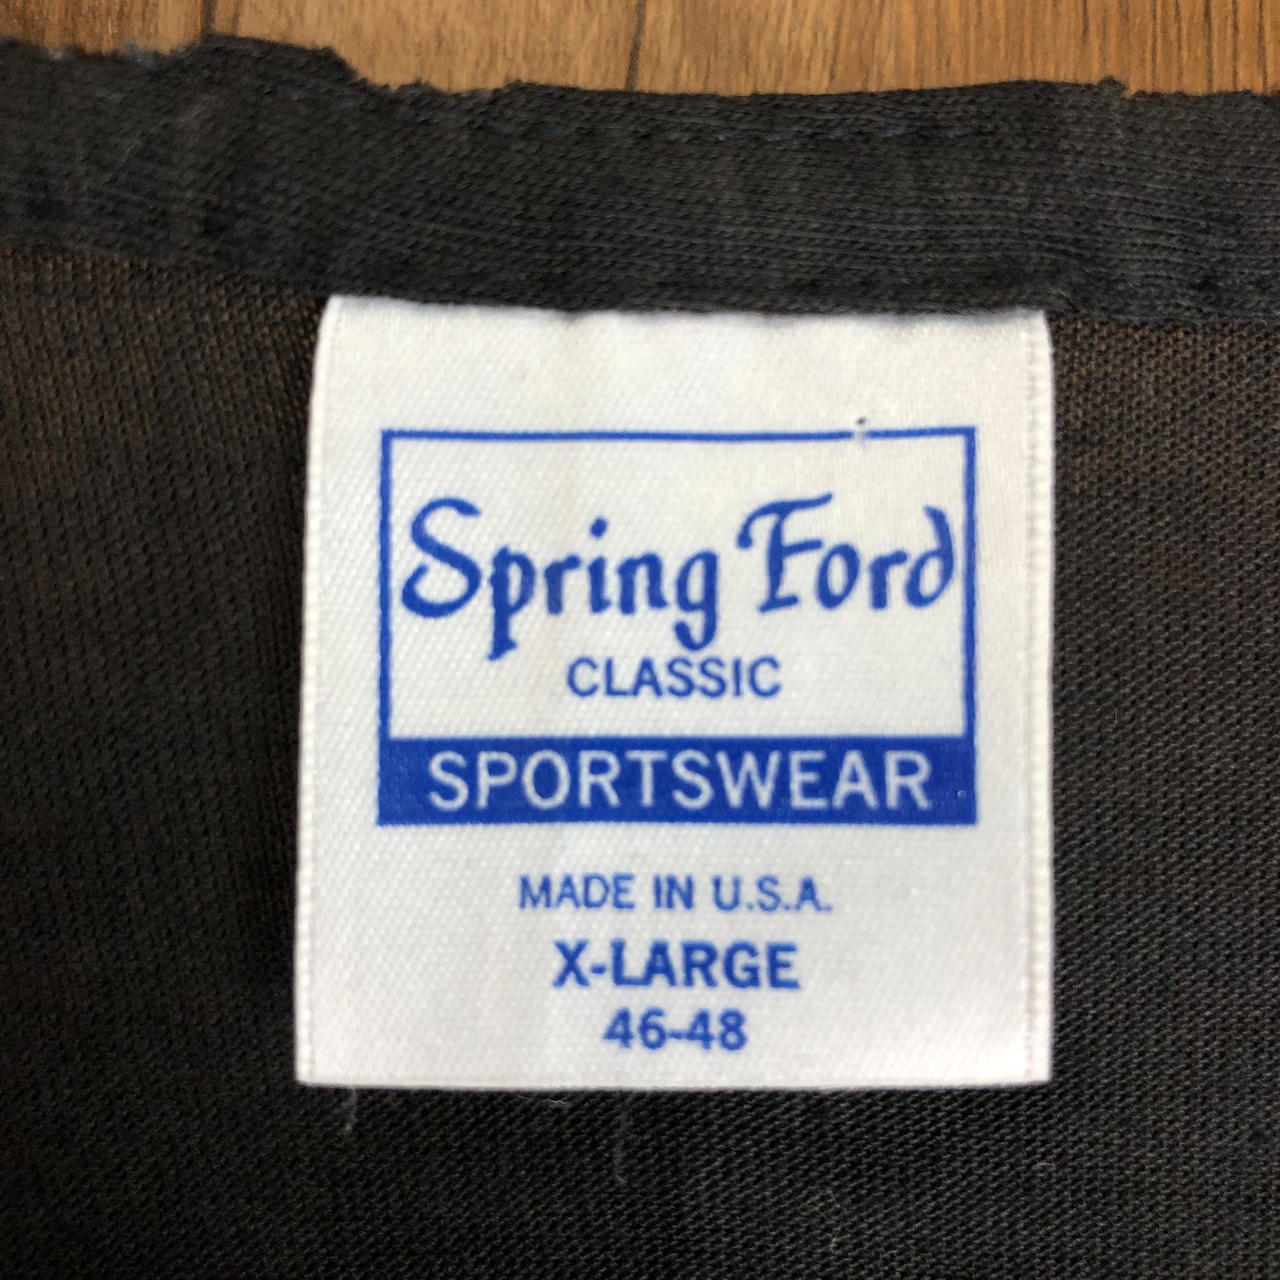 Spring Ford
CLASSIC
SPORTSWEAR
MADE IN U.S.A.
X-LARGE
46-48